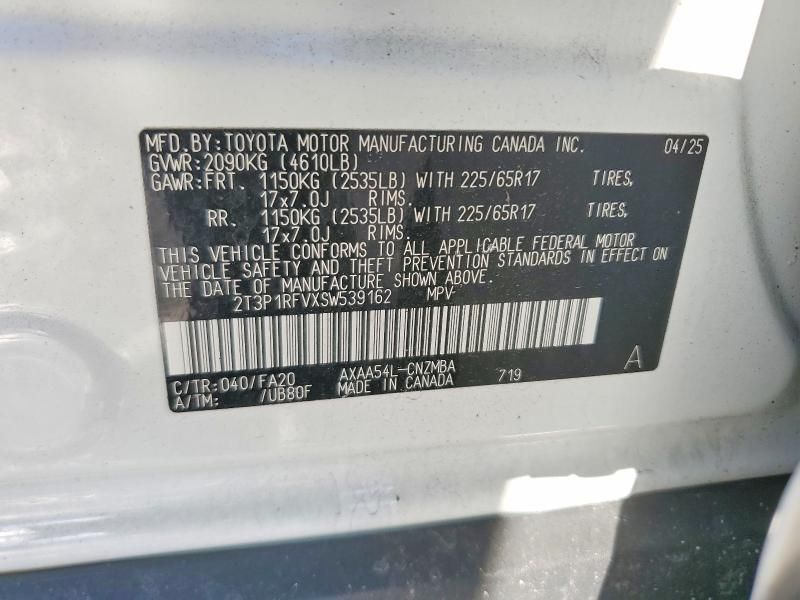 MFD.BY:TOYOTA MOTOR MANUFACTURING CANADA INC. 04/25
GVWR:2090KG (4610LB)
GAWR:FRT. 1150KG (2535LB) WITH 225/65R17 TIRES,
17x7.0J RIMS.
RR. 1150KG (2535LB) WITH 225/65R17 TIRES,
17x7.0J RIMS.
THIS VEHICLE CONFORMS TO ALL APPLICABLE FEDERAL MOTOR
VEHICLE SAFETY AND THEFT PREVENTION STANDARDS IN EFFECT ON
THE DATE OF MANUFACTURE SHOWN ABOVE.
2T3P1RFVXSW539162 MPV
C/TR:040/FA20 AXAA54L-CNZMBA 719 A
A/TM: /UB80F MADE IN CANADA